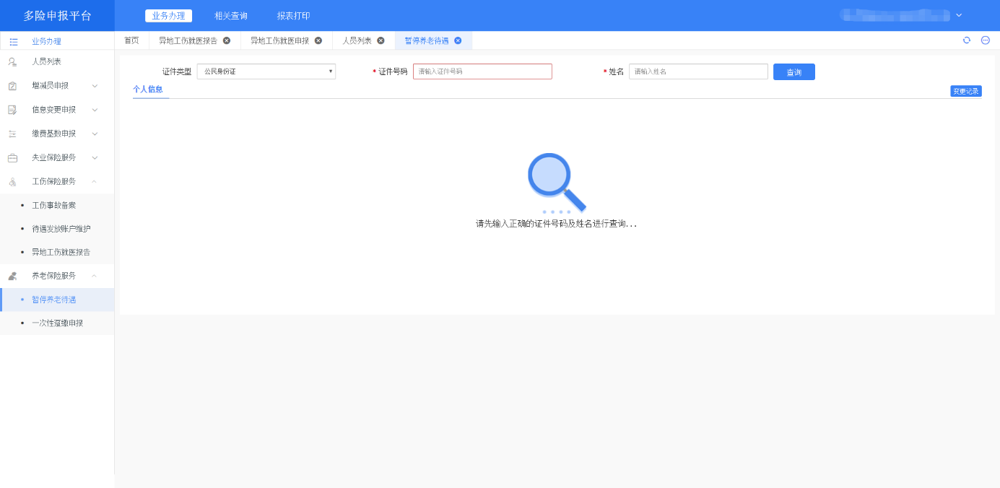 多险申报平台
业务办理 相关查询 报表打印
业务办理
首页 异地工伤就医报告 异地工伤就医申报 人员列表 暂停养老待遇
人员列表
增减员申报
信息变更申报
缴费基数申报
失业保险服务
工伤保险服务
工伤事故备案
待遇发放账户维护
异地工伤就医报告
养老保险服务
暂停养老待遇
一次性趸缴申报
证件类型 公民身份证 * 证件号码 请输入证件号码 * 姓名 请输入姓名 查询
个人信息 变更记录
请先输入正确的证件号码及姓名进行查询...